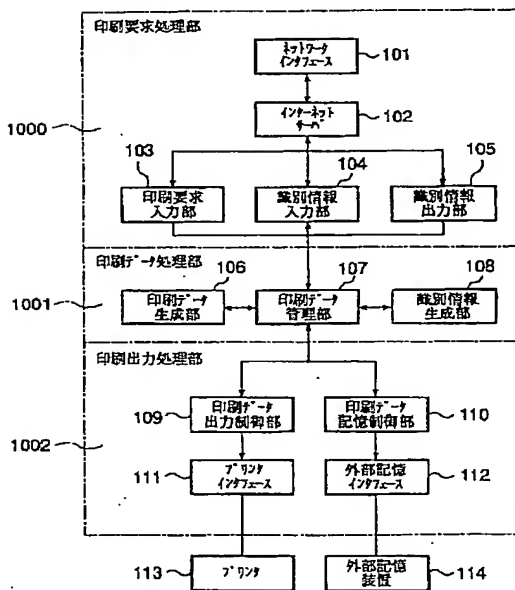 印刷要求処理部
ネットワーク
インタフェース
101
インターネット
サーバ
102
1000
103
104
105
印刷要求
入力部
識別情報
入力部
識別情報
出力部
印刷データ処理部
106
107
108
1001
印刷データ
生成部
印刷データ
管理部
識別情報
生成部
印刷出力処理部
109
印刷データ
出力制御部
印刷データ
記憶制御部
110
1002
111
プリンタ
インタフェース
外部記憶
インタフェース
112
113
プリンタ
外部記憶
装置
114